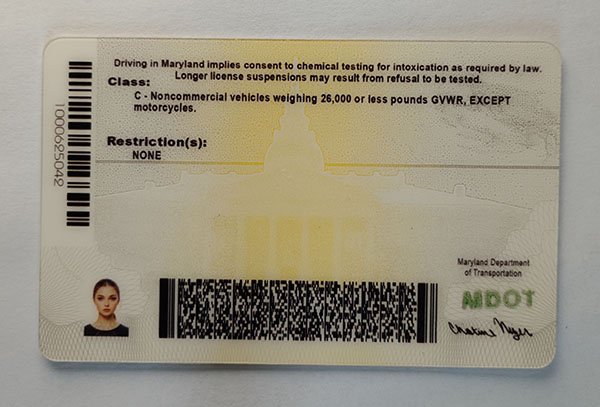 Driving in Maryland implies consent to chemical testing for intoxication as required by law.
Longer license suspensions may result from refusal to be tested.
Class:
C - Noncommercial vehicles weighing 26,000 or less pounds GVWR, EXCEPT
motorcycles.
Restriction(s):
NONE
1000625042
Maryland Department
of Transportation
MDOT